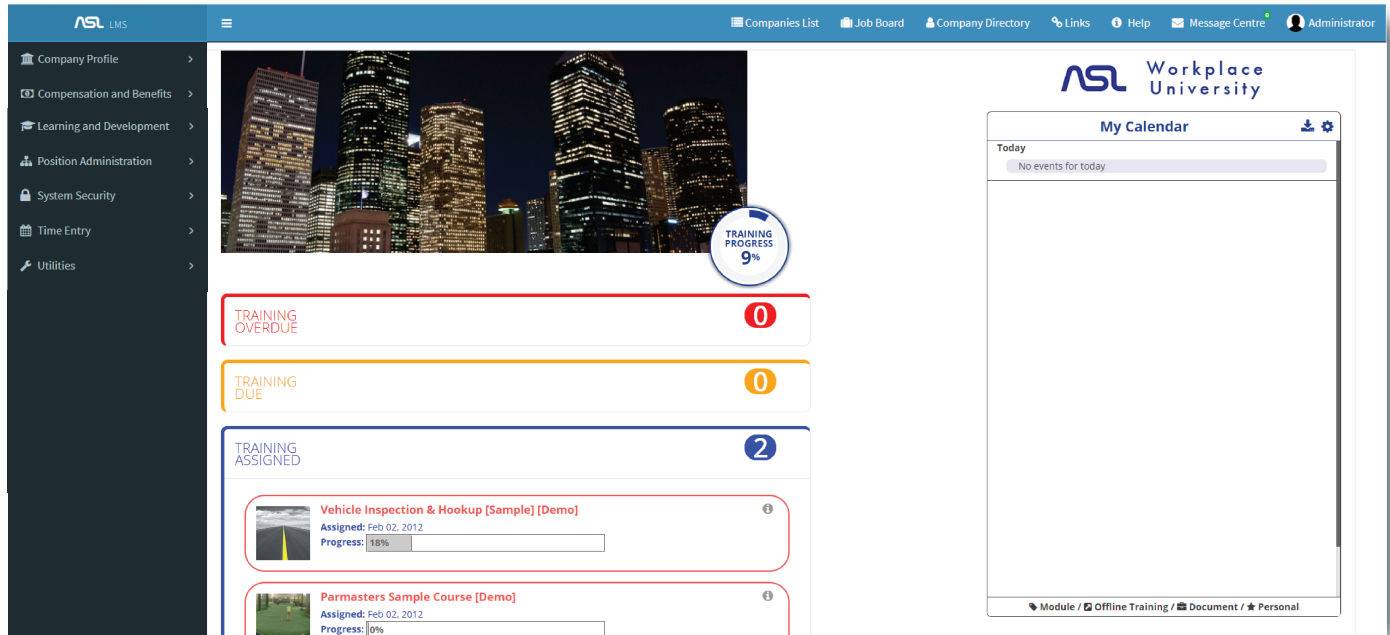 ASL LMS
Companies List
Job Board
Company Directory
Links
Help
Message Centre
0
Administrator
Company Profile
Compensation and Benefits
Learning and Development
Position Administration
System Security
Time Entry
Utilities
TRAINING
PROGRESS
9%
TRAINING
OVERDUE
0
TRAINING
DUE
0
TRAINING
ASSIGNED
2
Vehicle Inspection & Hookup [Sample] [Demo]
Assigned: Feb 02, 2012
Progress: 18%
Parmasters Sample Course [Demo]
Assigned: Feb 02, 2012
Progress: 0%
ASL Workplace
University
My Calendar
Today
No events for today
Module / Offline Training / Document / Personal